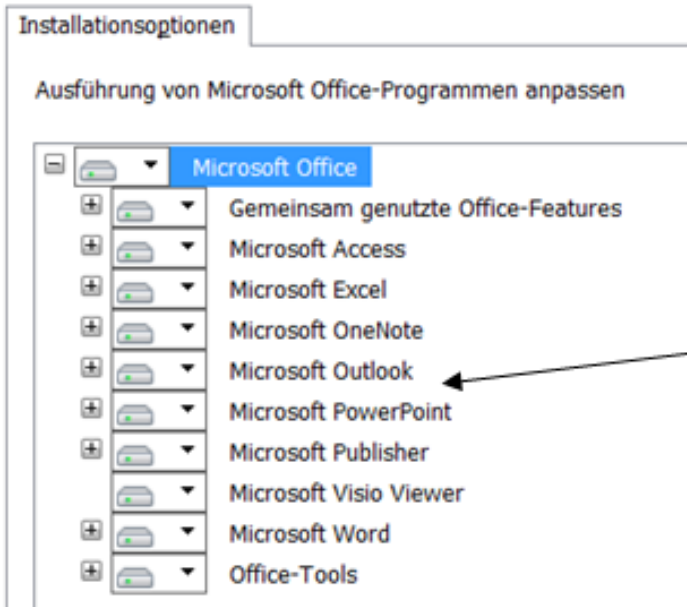 Installationsoptionen
Ausführung von Microsoft Office-Programmen anpassen
Microsoft Office
Gemeinsam genutzte Office-Features
Microsoft Access
Microsoft Excel
Microsoft OneNote
Microsoft Outlook
Microsoft PowerPoint
Microsoft Publisher
Microsoft Visio Viewer
Microsoft Word
Office-Tools